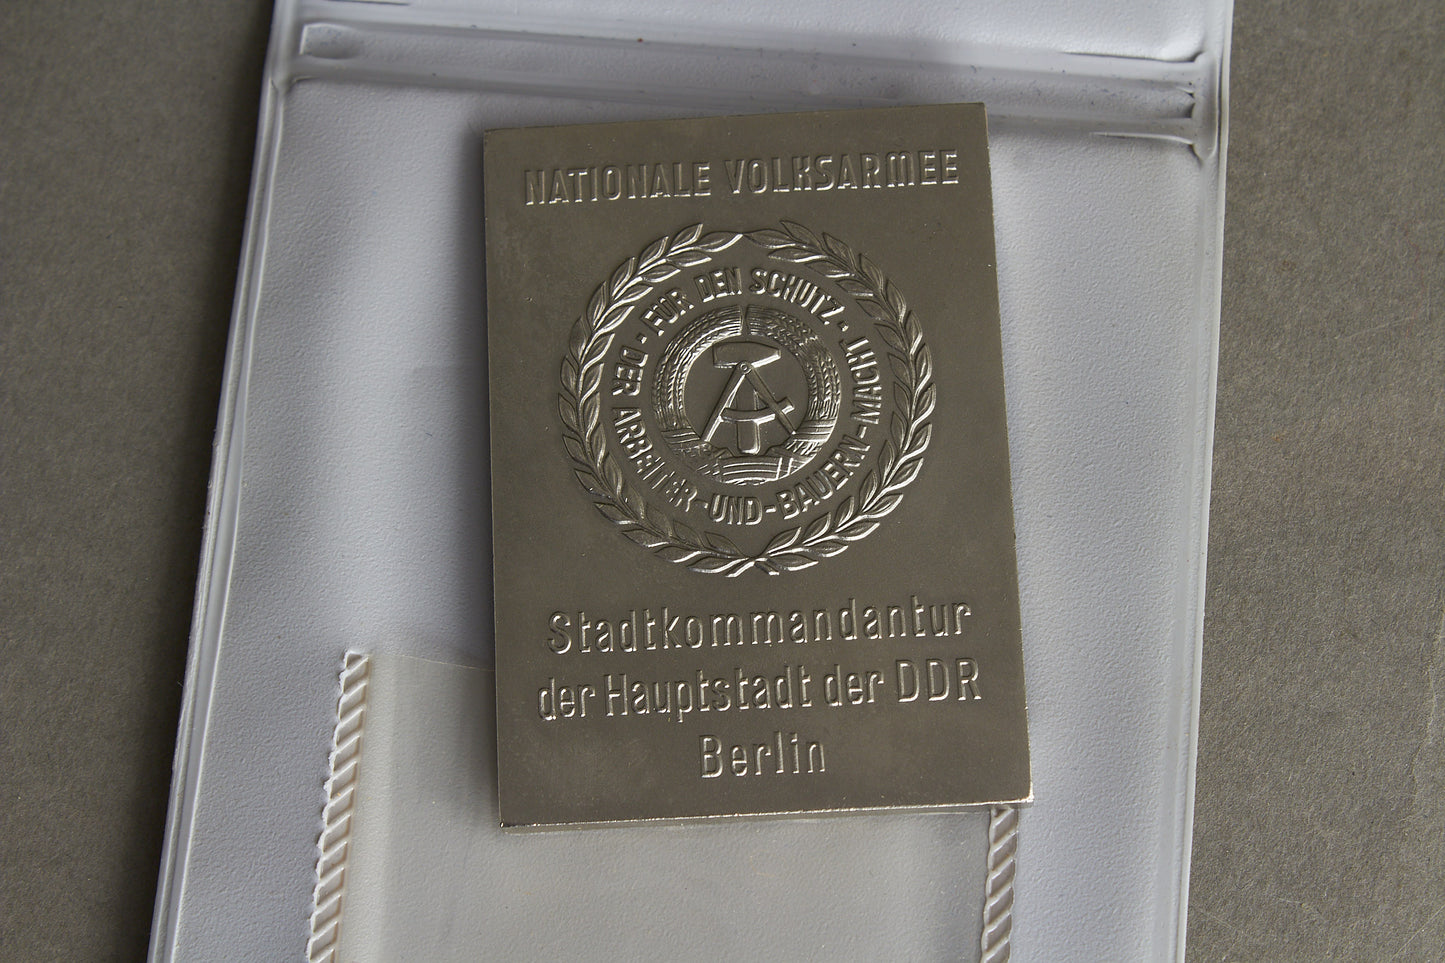 NATIONALE VOLKSARMEE
· FÜR DEN SCHUTZ ·
DER ARBEITER-UND-BAUERN-MACHT
Stadtkommandantur
der Hauptstadt der DDR
Berlin